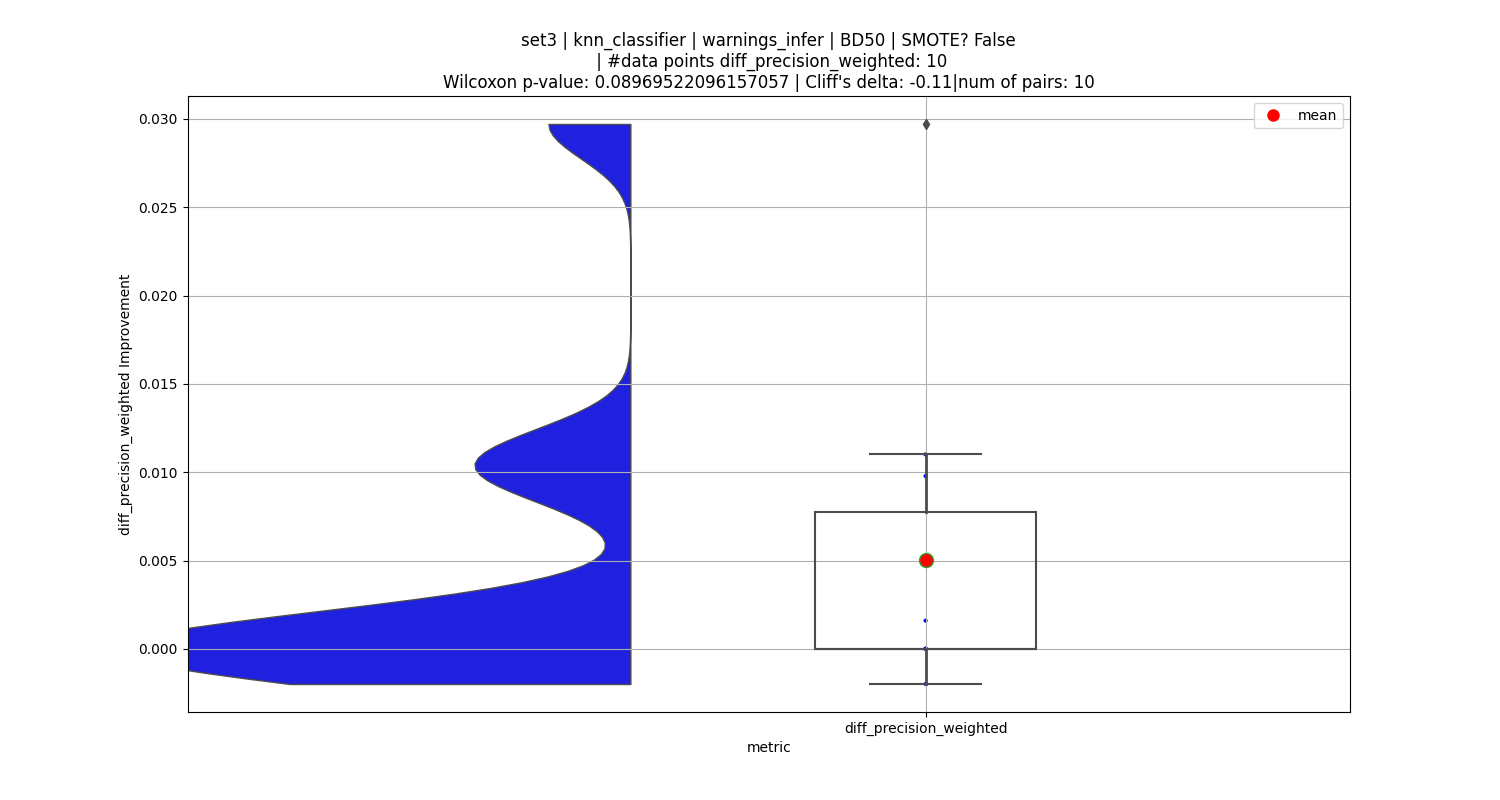 set3 | knn_classifier | warnings_infer | BD50 | SMOTE? False
| #data points diff_precision_weighted: 10
Wilcoxon p-value: 0.08969522096157057 | Cliff's delta: -0.11|num of pairs: 10
mean
0.030
0.025
0.020
0.015
0.010
0.005
0.000
diff_precision_weighted Improvement
diff_precision_weighted
metric